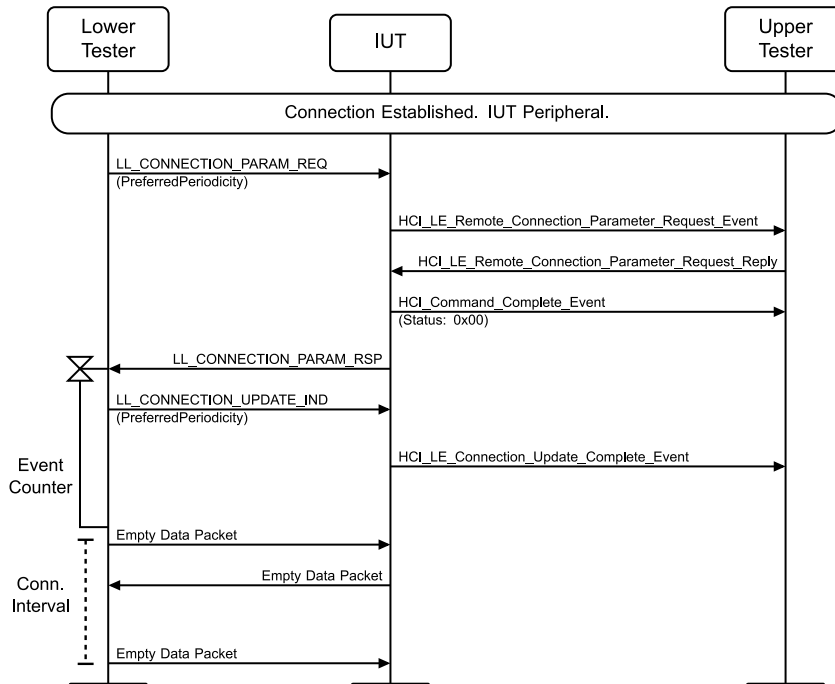 Lower
Tester
IUT
Upper
Tester
Connection Established. IUT Peripheral.
LL_CONNECTION_PARAM_REQ
(PreferredPeriodicity)
HCI_LE_Remote_Connection_Parameter_Request_Event
HCI_LE_Remote_Connection_Parameter_Request_Reply
HCI_Command_Complete_Event
(Status: 0x00)
LL_CONNECTION_PARAM_RSP
LL_CONNECTION_UPDATE_IND
(PreferredPeriodicity)
HCI_LE_Connection_Update_Complete_Event
Event
Counter
Empty Data Packet
Empty Data Packet
Conn.
Interval
Empty Data Packet